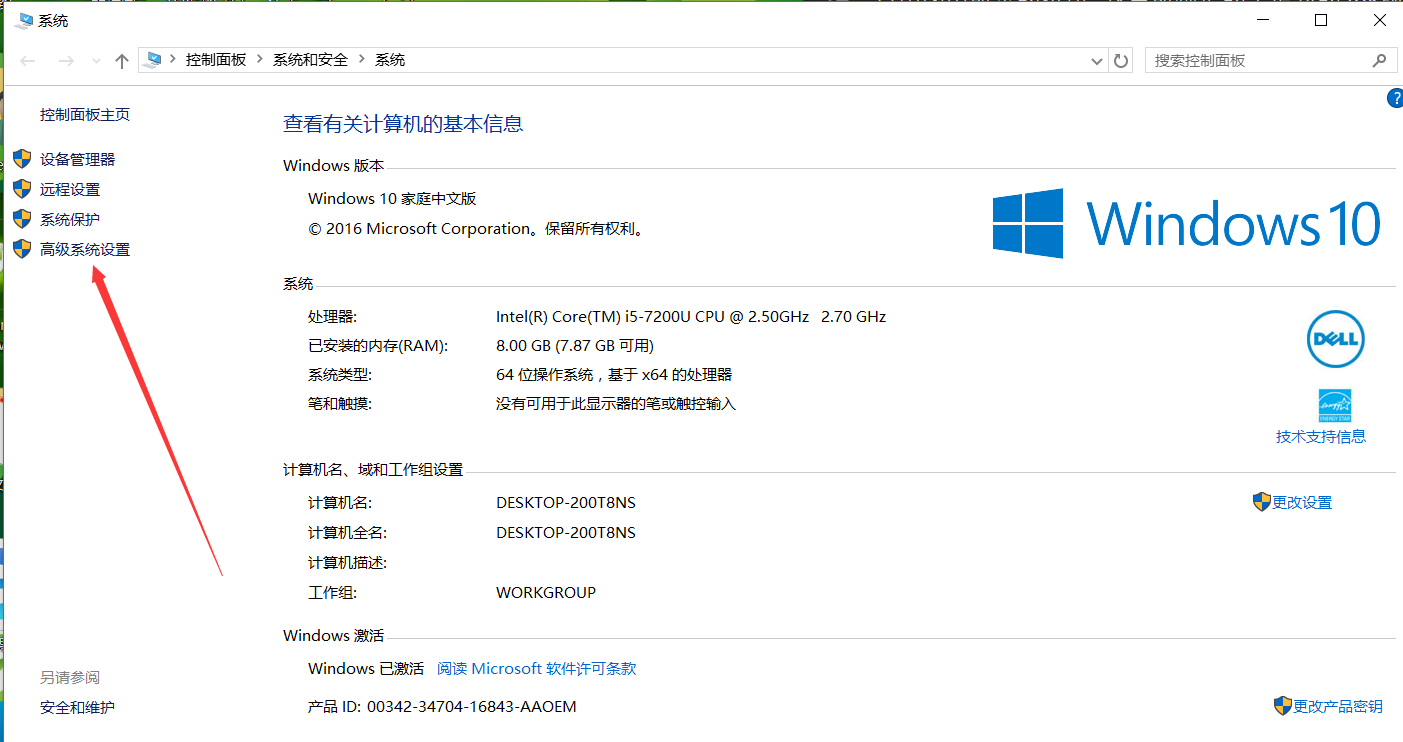 系统
控制面板 系统和安全 系统
搜索控制面板
?
控制面板主页
设备管理器
远程设置
系统保护
高级系统设置
查看有关计算机的基本信息
Windows 版本
Windows 10 家庭中文版
© 2016 Microsoft Corporation。保留所有权利。
Windows 10
系统
处理器: Intel(R) Core(TM) i5-7200U CPU @ 2.50GHz 2.70 GHz
已安装的内存(RAM): 8.00 GB (7.87 GB 可用)
系统类型: 64 位操作系统，基于 x64 的处理器
笔和触摸: 没有可用于此显示器的笔或触控输入
DELL
ENERGY STAR
技术支持信息
计算机名、域和工作组设置
计算机名: DESKTOP-200T8NS
更改设置
计算机全名: DESKTOP-200T8NS
计算机描述:
工作组: WORKGROUP
Windows 激活
Windows 已激活 阅读 Microsoft 软件许可条款
产品 ID: 00342-34704-16843-AAOEM
更改产品密钥
另请参阅
安全和维护